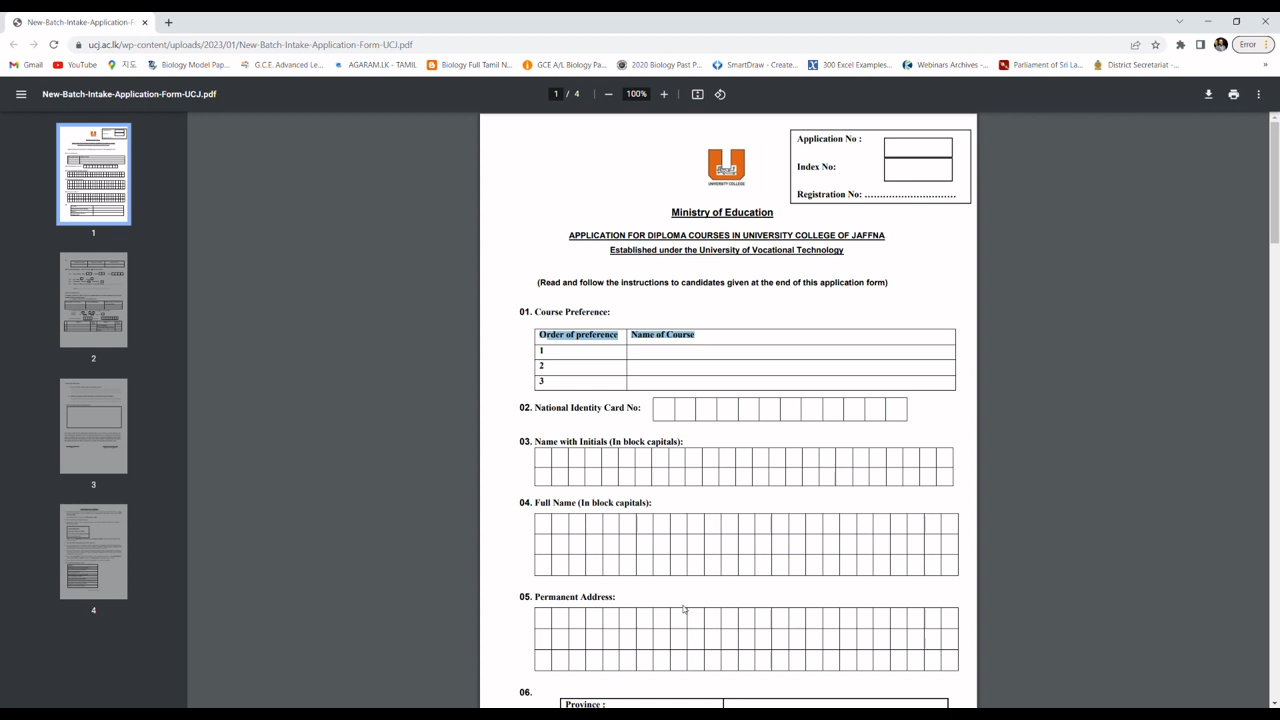 New-Batch-Intake-Application-F
ucj.ac.lk/wp-content/uploads/2023/01/New-Batch-Intake-Application-Form-UCJ.pdf
Error
Gmail
YouTube
지도
Biology Model Pap...
G.C.E. Advanced Le...
AGARAM.LK - TAMIL
Biology Full Tamil N...
GCE A/L Biology Pa...
2020 Biology Past P...
SmartDraw - Create...
300 Excel Examples...
Webinars Archives -...
Parliament of Sri La...
District Secretariat -...
»
New-Batch-Intake-Application-Form-UCJ.pdf
1 / 4
100%
1
2
3
4
UNIVERSITY COLLEGE
Application No :
Index No:
Registration No: ................................
Ministry of Education
APPLICATION FOR DIPLOMA COURSES IN UNIVERSITY COLLEGE OF JAFFNA
Established under the University of Vocational Technology
(Read and follow the instructions to candidates given at the end of this application form)
01. Course Preference:
Order of preference Name of Course
1
2
3
02. National Identity Card No:
03. Name with Initials (In block capitals):
04. Full Name (In block capitals):
05. Permanent Address:
06.
Province :